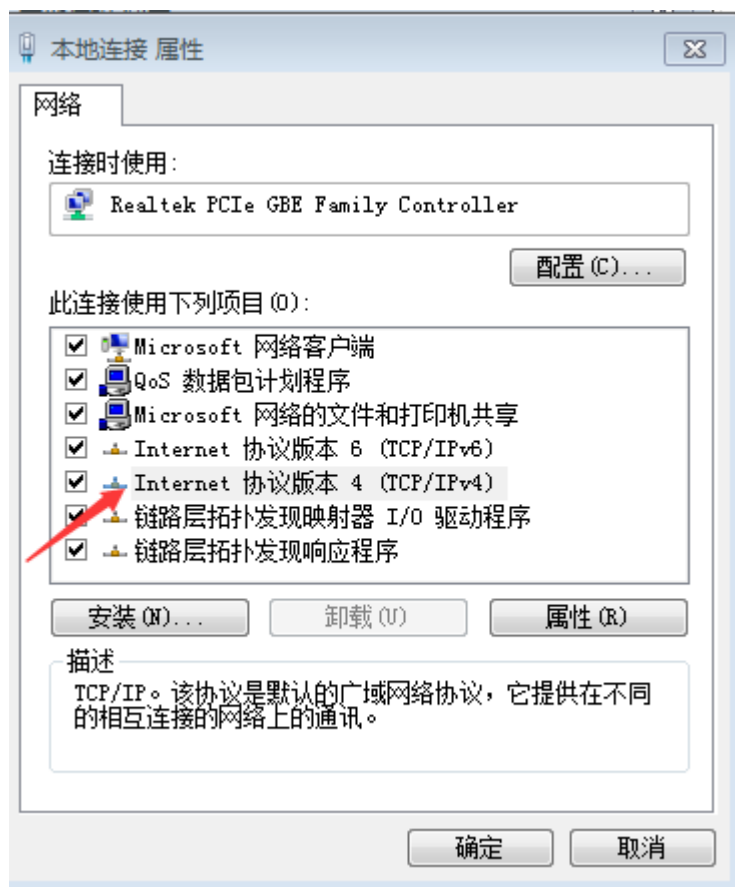 本地连接 属性
网络
连接时使用:
Realtek PCIe GBE Family Controller
配置(C)...
此连接使用下列项目(O):
Microsoft 网络客户端
QoS 数据包计划程序
Microsoft 网络的文件和打印机共享
Internet 协议版本 6 (TCP/IPv6)
Internet 协议版本 4 (TCP/IPv4)
链路层拓扑发现映射器 I/O 驱动程序
链路层拓扑发现响应程序
安装(N)... 卸载(U) 属性(R)
描述
TCP/IP。该协议是默认的广域网络协议，它提供在不同
的相互连接的网络上的通讯。
确定 取消